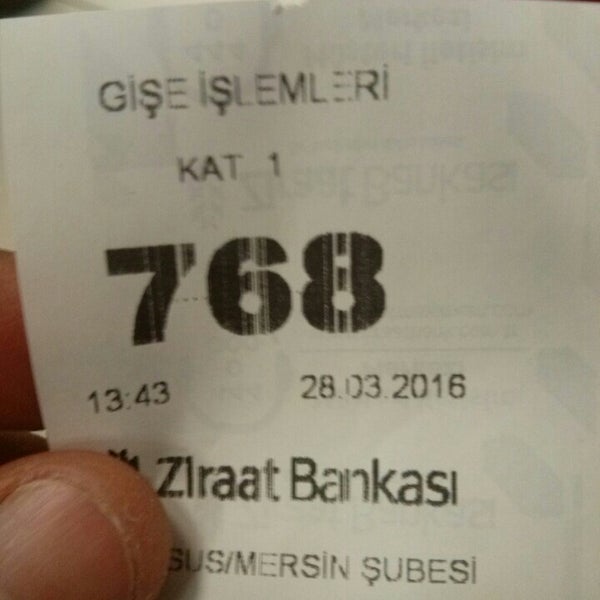 GİŞE İŞLEMLERİ
KAT 1
768
13:43 28.03.2016
Ziraat Bankası
SUS/MERSİN ŞUBESİ